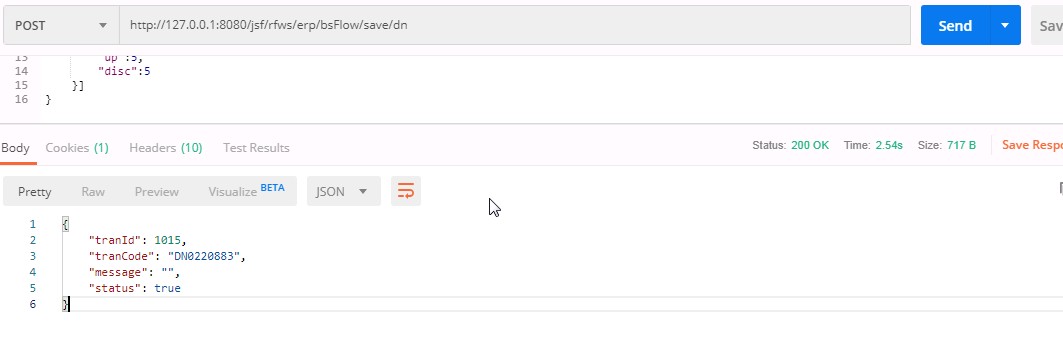 POST http://127.0.0.1:8080/jsf/rfws/erp/bsFlow/save/dn Send Sav
13 "up":5,
14 "disc":5
15 }]
16 }
Body Cookies (1) Headers (10) Test Results Status: 200 OK Time: 2.54s Size: 717 B Save Respo
Pretty Raw Preview Visualize BETA JSON
1 {
2 "tranId": 1015,
3 "tranCode": "DN0220883",
4 "message": "",
5 "status": true
6 }